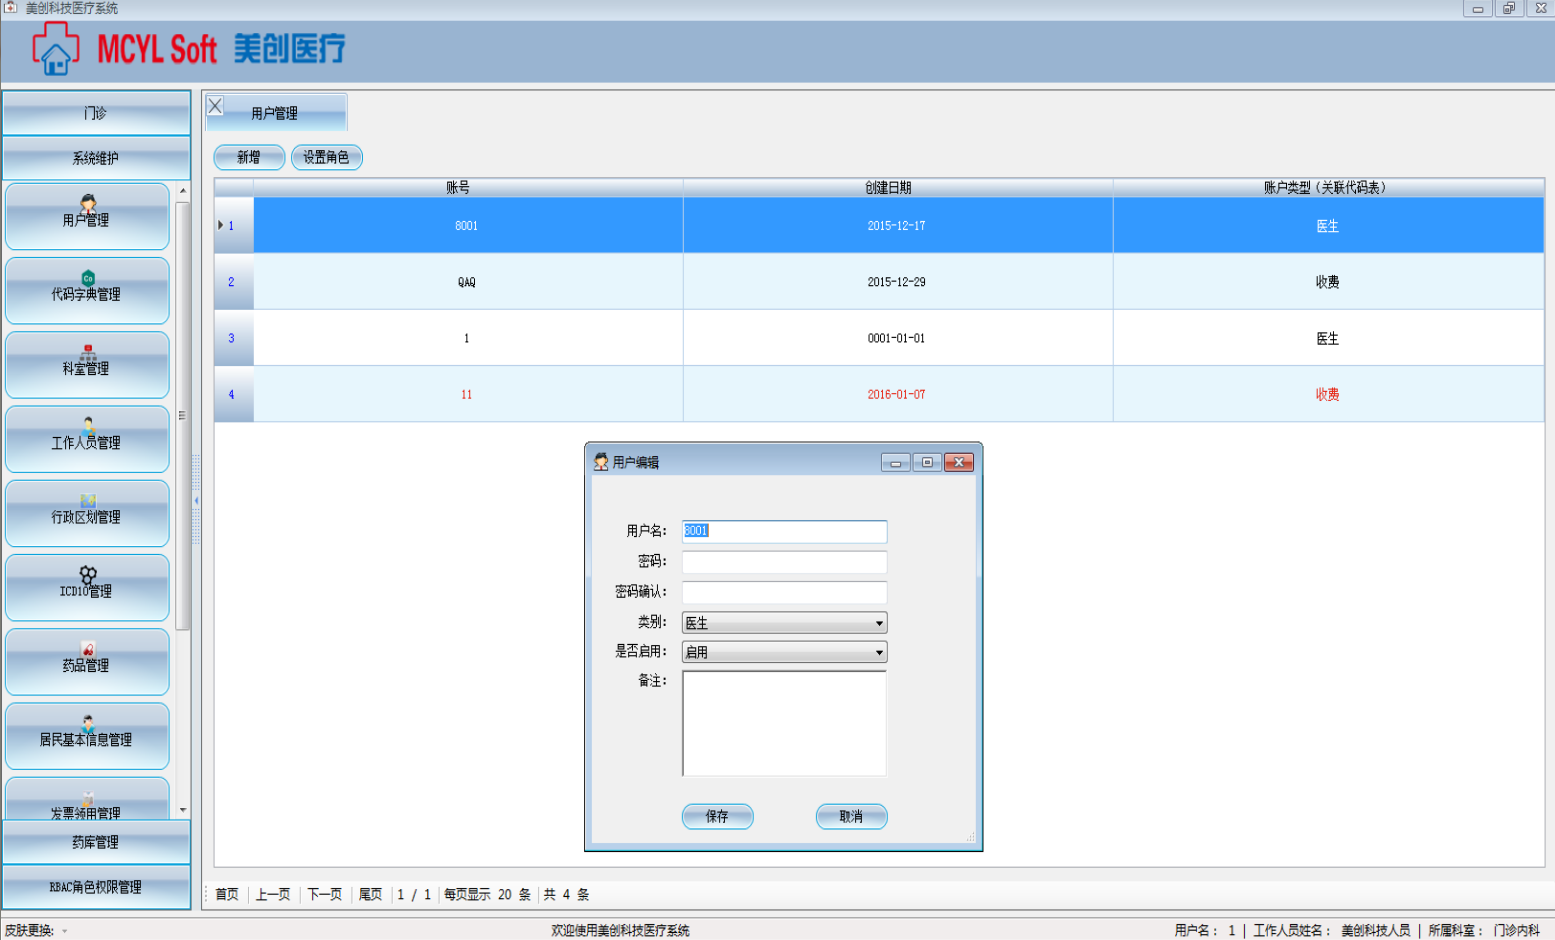 美创科技医疗系统
MCYL Soft 美创医疗
门诊
系统维护
用户管理
代码字典管理
科室管理
工作人员管理
行政区划管理
ICD10管理
药品管理
居民基本信息管理
发票领用管理
药库管理
RBAC角色权限管理
用户管理
新增 设置角色
账号 创建日期 账户类型(关联代码表)
1 8001 2015-12-17 医生
2 QAQ 2015-12-29 收费
3 1 0001-01-01 医生
4 11 2016-01-07 收费
用户编辑
用户名: 8001
密码:
密码确认:
类别: 医生
是否启用: 启用
备注:
保存 取消
首页 上一页 下一页 尾页 1 / 1 每页显示 20 条 共 4 条
皮肤更换: 欢迎使用美创科技医疗系统 用户名: 1 | 工作人员姓名: 美创科技人员 | 所属科室: 门诊内科